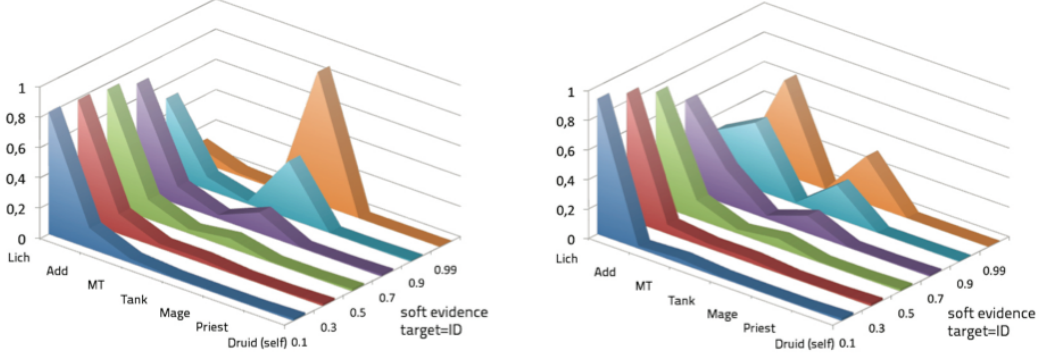 1
0,8
0,6
0,4
0,2
0
Lich
Add
MT
Tank
Mage
Priest
Druid (self)
0.1
0.3
0.5
0.7
0.9
0.99
soft evidence
target=ID
1
0,8
0,6
0,4
0,2
0
Lich
Add
MT
Tank
Mage
Priest
Druid (self)
0.1
0.3
0.5
0.7
0.9
0.99
soft evidence
target=ID